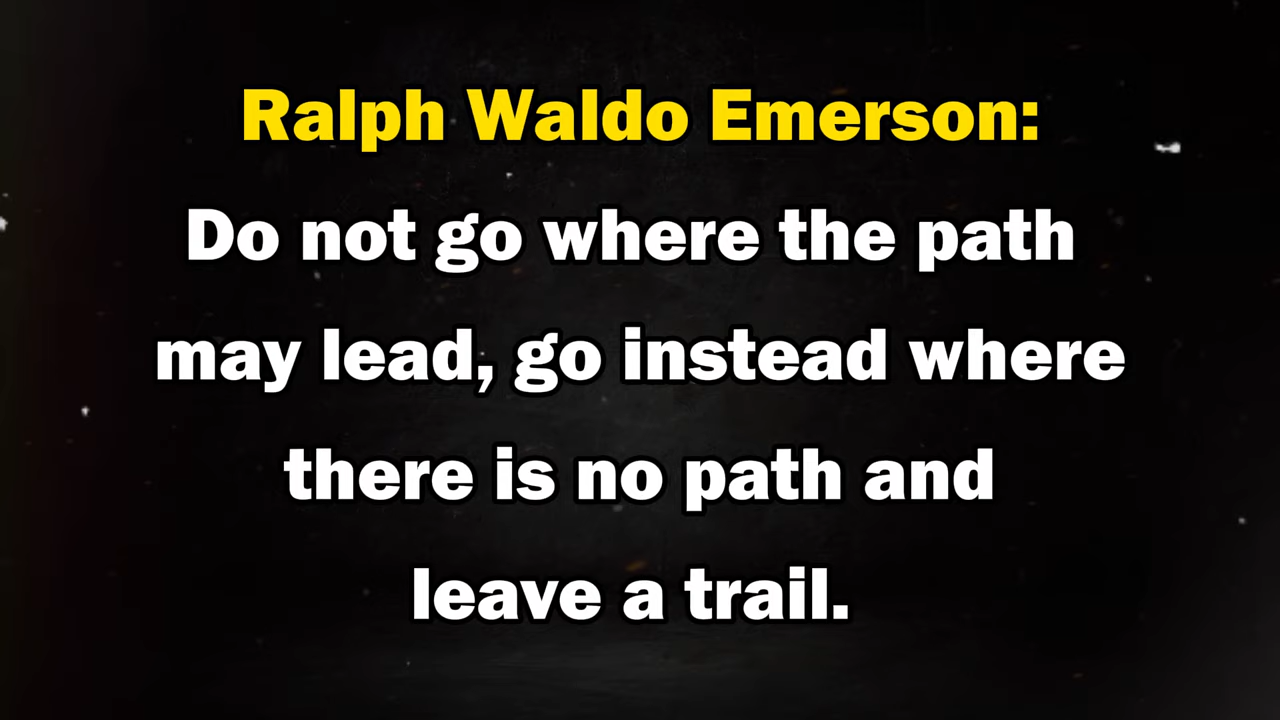 Ralph Waldo Emerson:
Do not go where the path
may lead, go instead where
there is no path and
leave a trail.